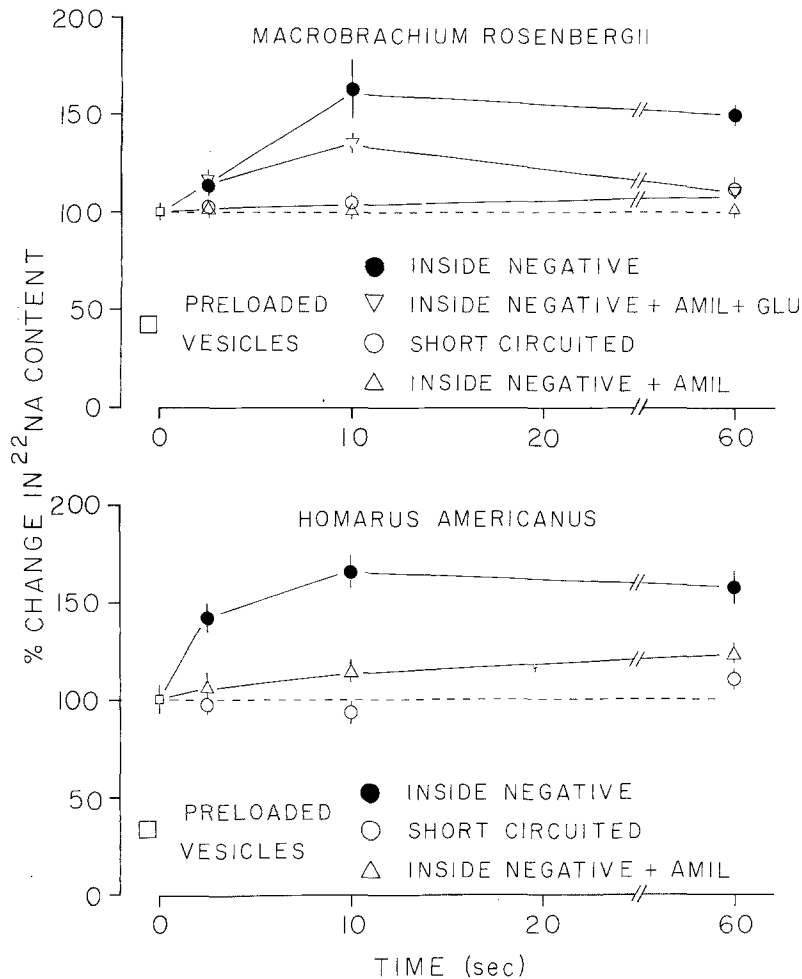 % CHANGE IN ²²NA CONTENT
MACROBRACHIUM ROSENBERGII
200
150
100
50
0
PRELOADED
VESICLES
INSIDE NEGATIVE
INSIDE NEGATIVE + AMIL + GLU
SHORT CIRCUITED
INSIDE NEGATIVE + AMIL
0 10 20 60
HOMARUS AMERICANUS
200
150
100
50
0
PRELOADED
VESICLES
INSIDE NEGATIVE
SHORT CIRCUITED
INSIDE NEGATIVE + AMIL
0 10 20 60
TIME (sec)